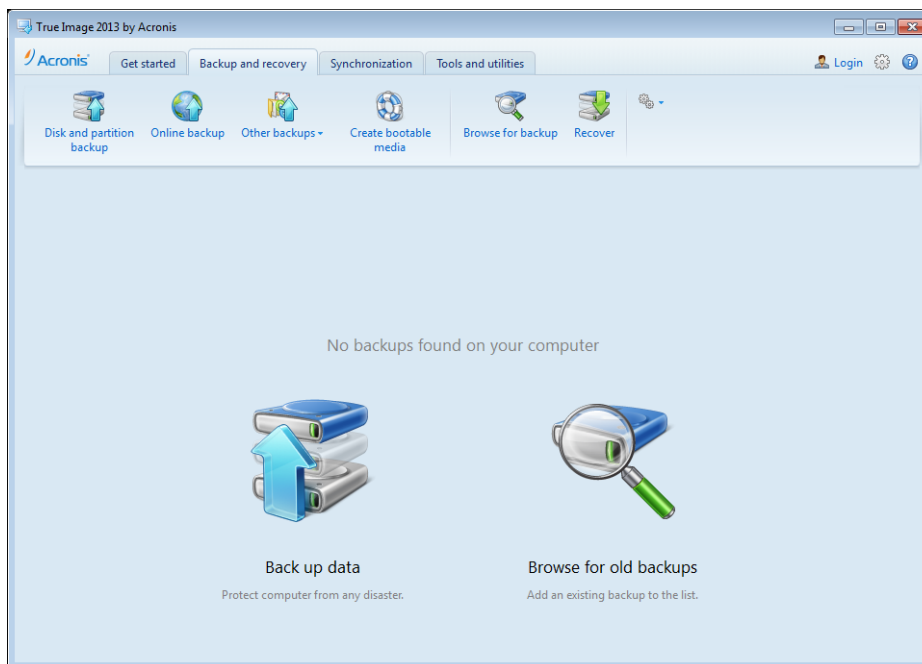 True Image 2013 by Acronis
Acronis Get started Backup and recovery Synchronization Tools and utilities Login
Disk and partition backup
Online backup
Other backups
Create bootable media
Browse for backup
Recover
No backups found on your computer
Back up data
Protect computer from any disaster.
Browse for old backups
Add an existing backup to the list.